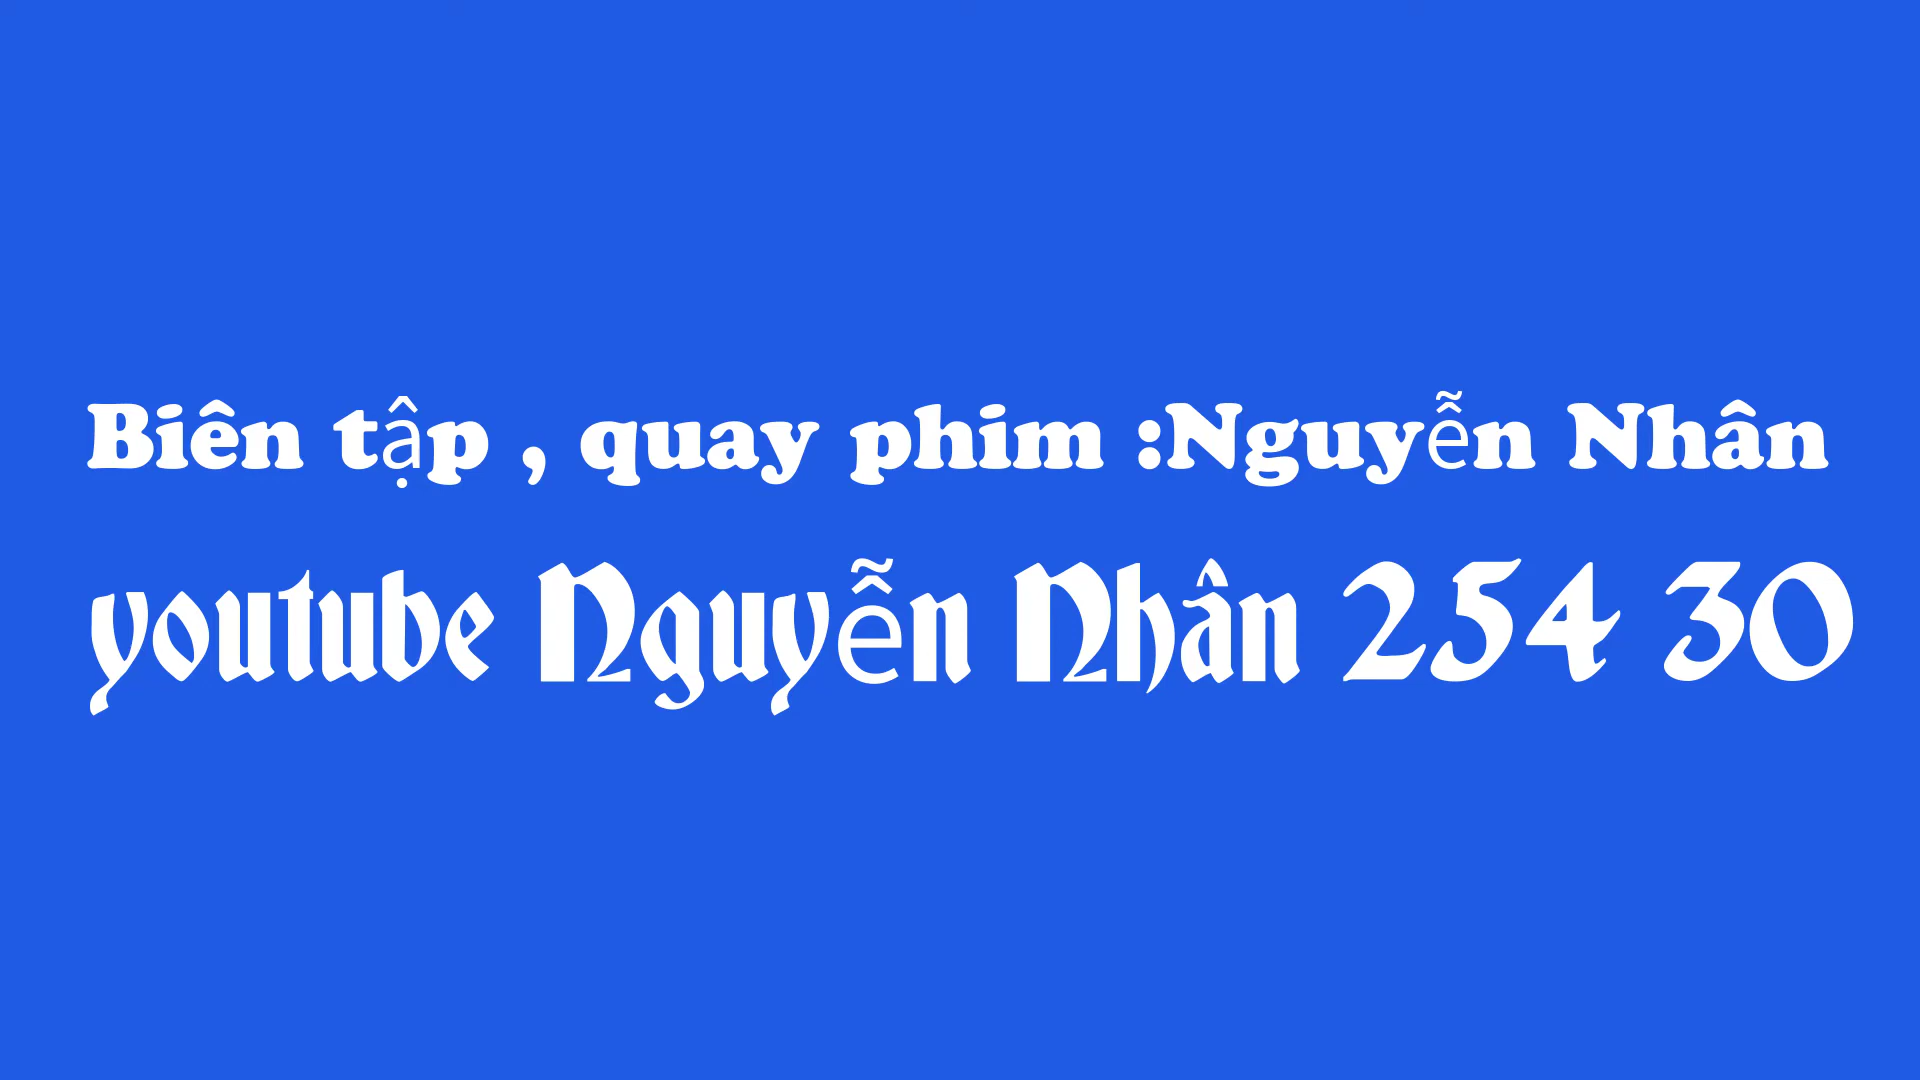 Biên tập , quay phim :Nguyễn Nhân
youtube Nguyễn Nhân 254 30